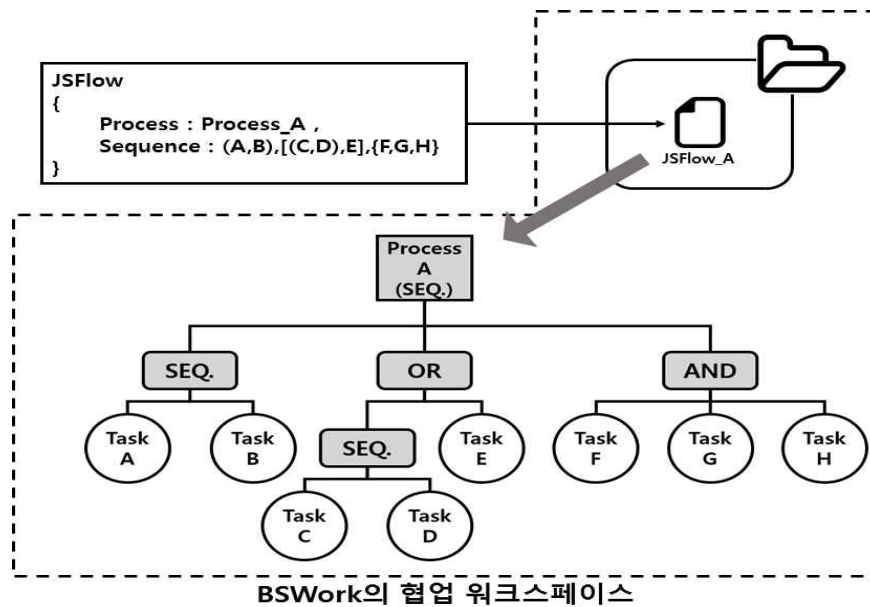 JSFlow
{
Process : Process_A ,
Sequence : (A,B),[(C,D),E],{F,G,H}
}
JSFlow_A
Process
A
(SEQ.)
SEQ.
OR
AND
Task
A
Task
B
SEQ.
Task
E
Task
F
Task
G
Task
H
Task
C
Task
D
BSWork의 협업 워크스페이스